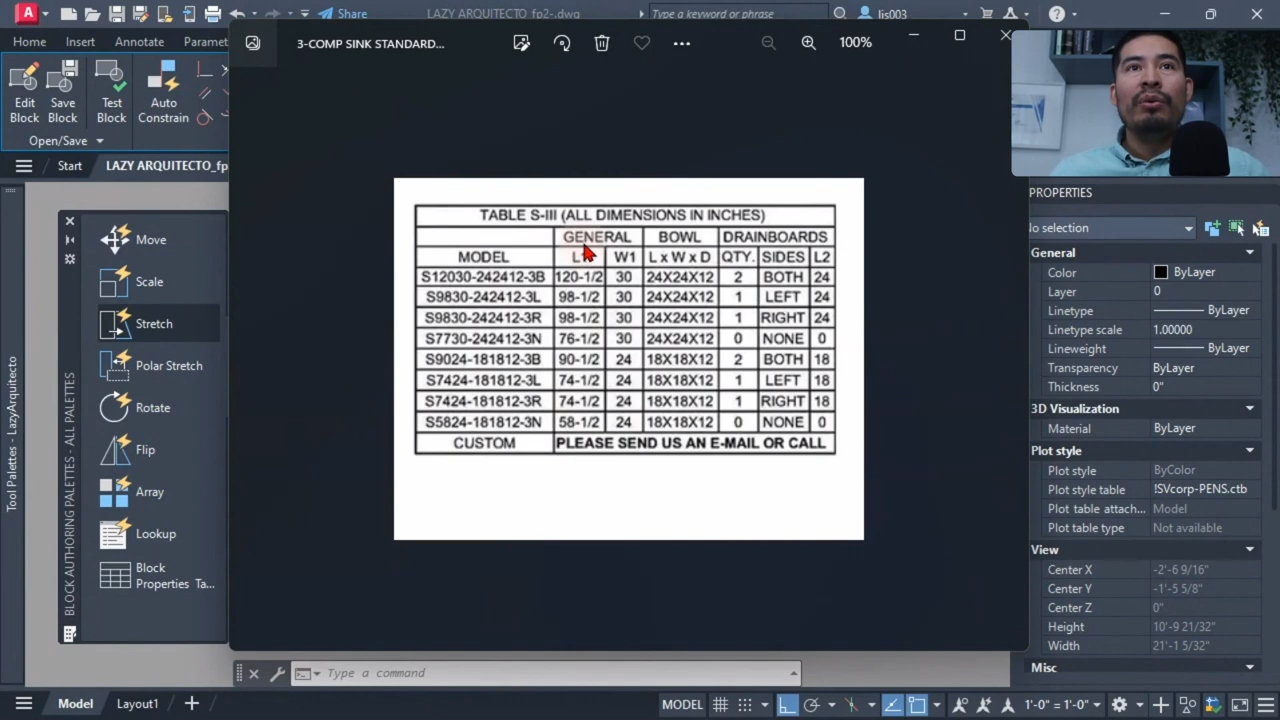 Share
LAZY ARQUITECTO_fp2-.dwg
Type a keyword or phrase
lis003
Home
Insert
Annotate
Paramet
3-COMP SINK STANDARD...
100%
Edit Block
Save Block
Test Block
Auto Constrain
Open/Save
Start
LAZY ARQUITECTO_fp
Move
Scale
Stretch
Polar Stretch
Rotate
Flip
Array
Lookup
Block Properties Ta...
Tool Palettes - LazyArquitecto
BLOCK AUTHORING PALETTES - ALL PALETTES
TABLE S-III (ALL DIMENSIONS IN INCHES)
GENERAL BOWL DRAINBOARDS
MODEL L1 W1 L x W x D QTY. SIDES L2
S12030-242412-3B 120-1/2 30 24X24X12 2 BOTH 24
S9830-242412-3L 98-1/2 30 24X24X12 1 LEFT 24
S9830-242412-3R 98-1/2 30 24X24X12 1 RIGHT 24
S7730-242412-3N 76-1/2 30 24X24X12 0 NONE 0
S9024-181812-3B 90-1/2 24 18X18X12 2 BOTH 18
S7424-181812-3L 74-1/2 24 18X18X12 1 LEFT 18
S7424-181812-3R 74-1/2 24 18X18X12 1 RIGHT 18
S5824-181812-3N 58-1/2 24 18X18X12 0 NONE 0
CUSTOM PLEASE SEND US AN E-MAIL OR CALL
PROPERTIES
lo selection
General
Color ByLayer
Layer 0
Linetype ByLayer
Linetype scale 1.00000
Lineweight ByLayer
Transparency ByLayer
Thickness 0"
3D Visualization
Material ByLayer
Plot style
Plot style ByColor
Plot style table !SVcorp-PENS.ctb
Plot table attach... Model
Plot table type Not available
View
Center X -2'-6 9/16"
Center Y -1'-5 5/8"
Center Z 0"
Height 10'-9 21/32"
Width 21'-1 5/32"
Misc
Type a command
Model
Layout1
MODEL
1'-0" = 1'-0"